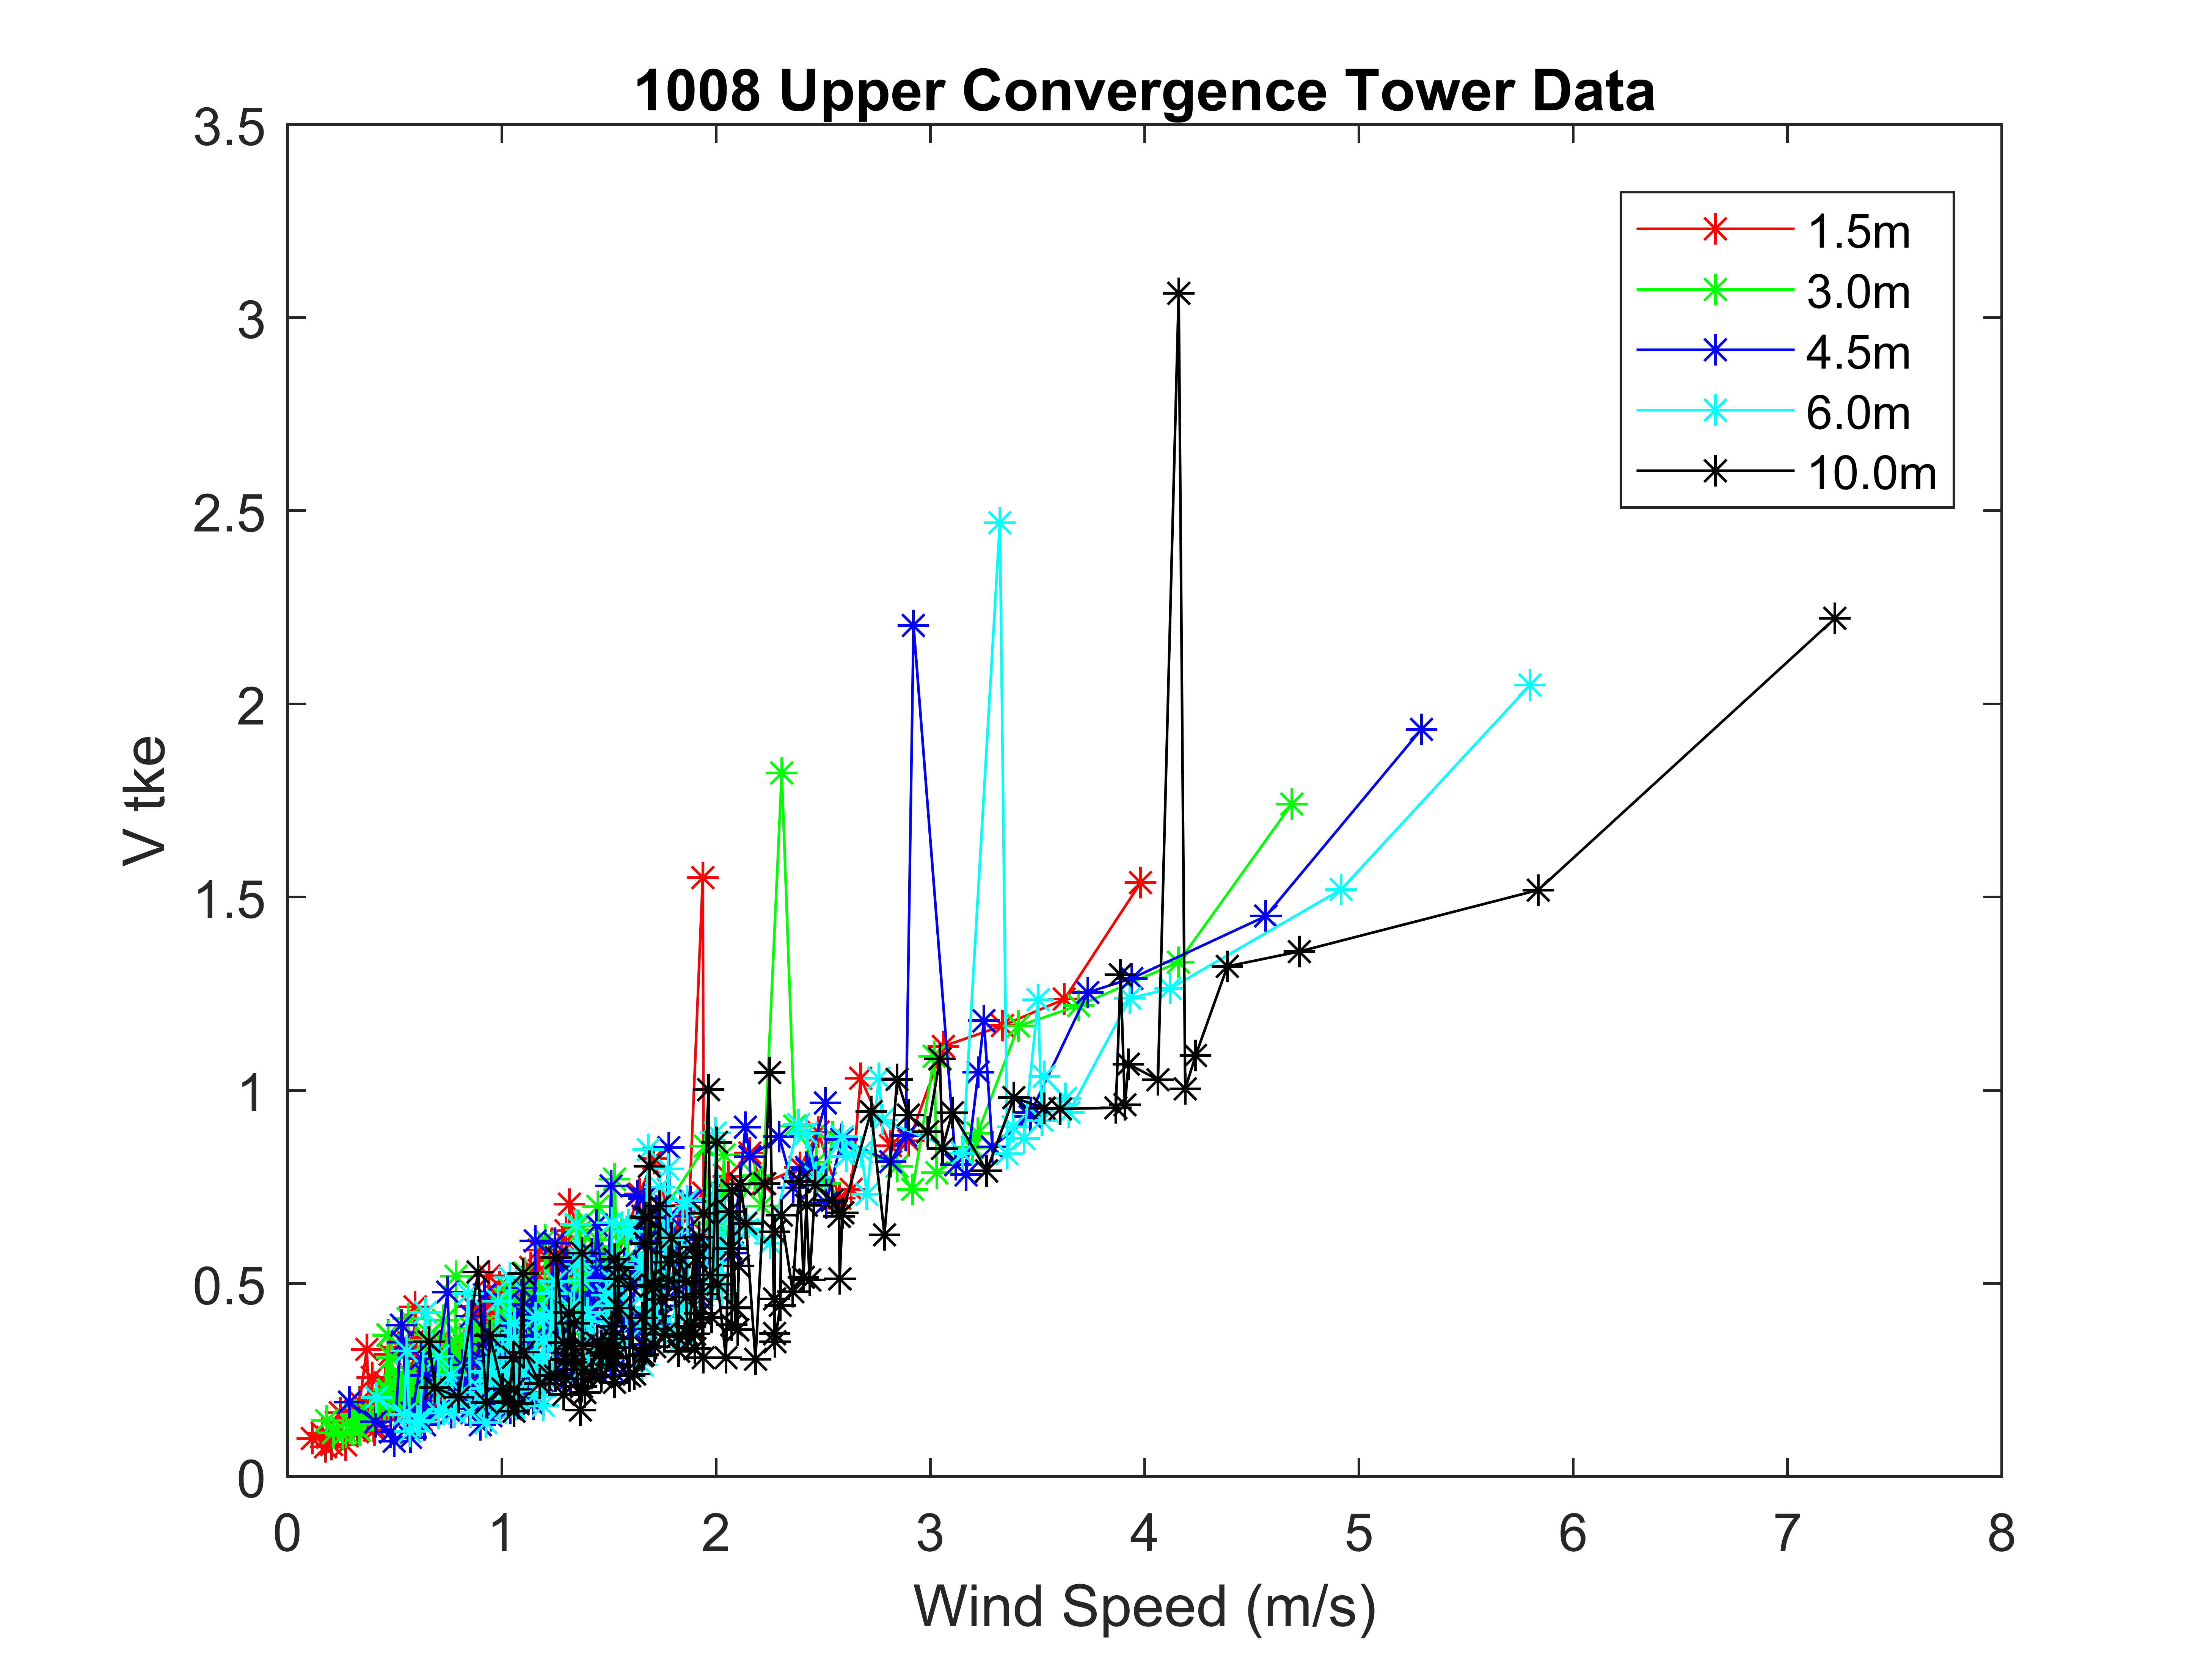 1008 Upper Convergence Tower Data
3.5
3
2.5
2
1.5
1
0.5
0
V tke
1.5m
3.0m
4.5m
6.0m
10.0m
0 1 2 3 4 5 6 7 8
Wind Speed (m/s)